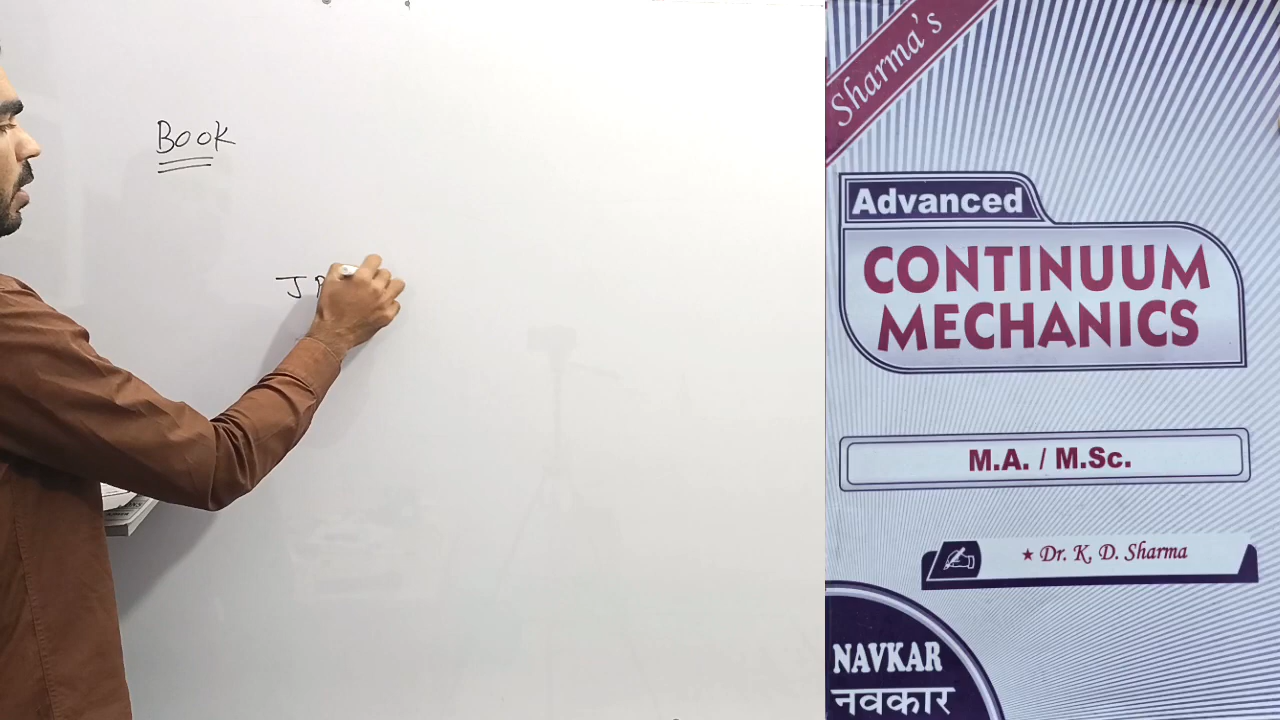 Book
J P
Sharma's
Advanced
CONTINUUM
MECHANICS
M.A. / M.Sc.
★ Dr. K. D. Sharma
NAVKAR
नवकार